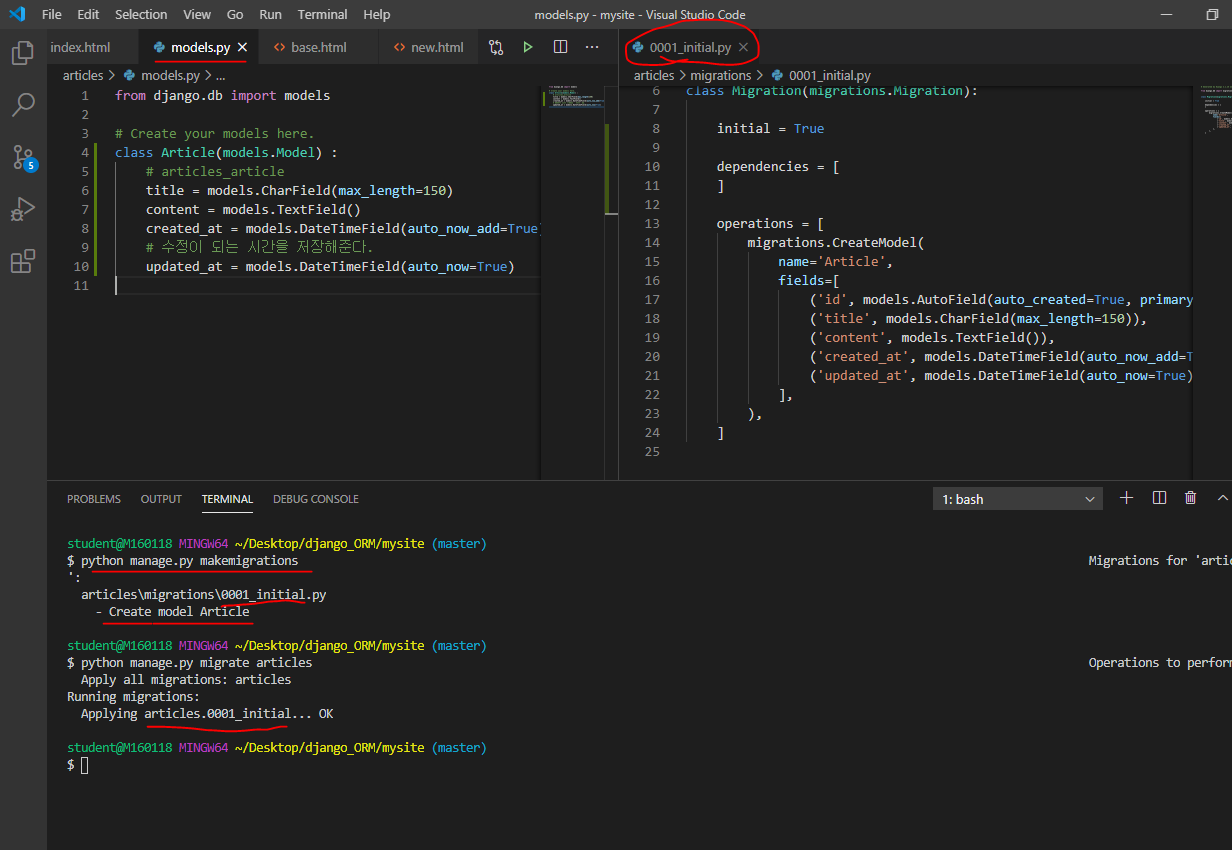 File Edit Selection View Go Run Terminal Help models.py - mysite - Visual Studio Code
index.html models.py base.html new.html
articles > models.py > ...
1 from django.db import models
2
3 # Create your models here.
4 class Article(models.Model) :
5 # articles_article
6 title = models.CharField(max_length=150)
7 content = models.TextField()
8 created_at = models.DateTimeField(auto_now_add=True)
9 # 수정이 되는 시간을 저장해준다.
10 updated_at = models.DateTimeField(auto_now=True)
11
0001_initial.py
articles > migrations > 0001_initial.py
6 class Migration(migrations.Migration):
7
8 initial = True
9
10 dependencies = [
11 ]
12
13 operations = [
14 migrations.CreateModel(
15 name='Article',
16 fields=[
17 ('id', models.AutoField(auto_created=True, primary
18 ('title', models.CharField(max_length=150)),
19 ('content', models.TextField()),
20 ('created_at', models.DateTimeField(auto_now_add=T
21 ('updated_at', models.DateTimeField(auto_now=True)
22 ],
23 ),
24 ]
25
5
PROBLEMS OUTPUT TERMINAL DEBUG CONSOLE 1: bash
student@M160118 MINGW64 ~/Desktop/django_ORM/mysite (master)
$ python manage.py makemigrations Migrations for 'artic
':
articles\migrations\0001_initial.py
- Create model Article
student@M160118 MINGW64 ~/Desktop/django_ORM/mysite (master)
$ python manage.py migrate articles Operations to perform
Apply all migrations: articles
Running migrations:
Applying articles.0001_initial... OK
student@M160118 MINGW64 ~/Desktop/django_ORM/mysite (master)
$